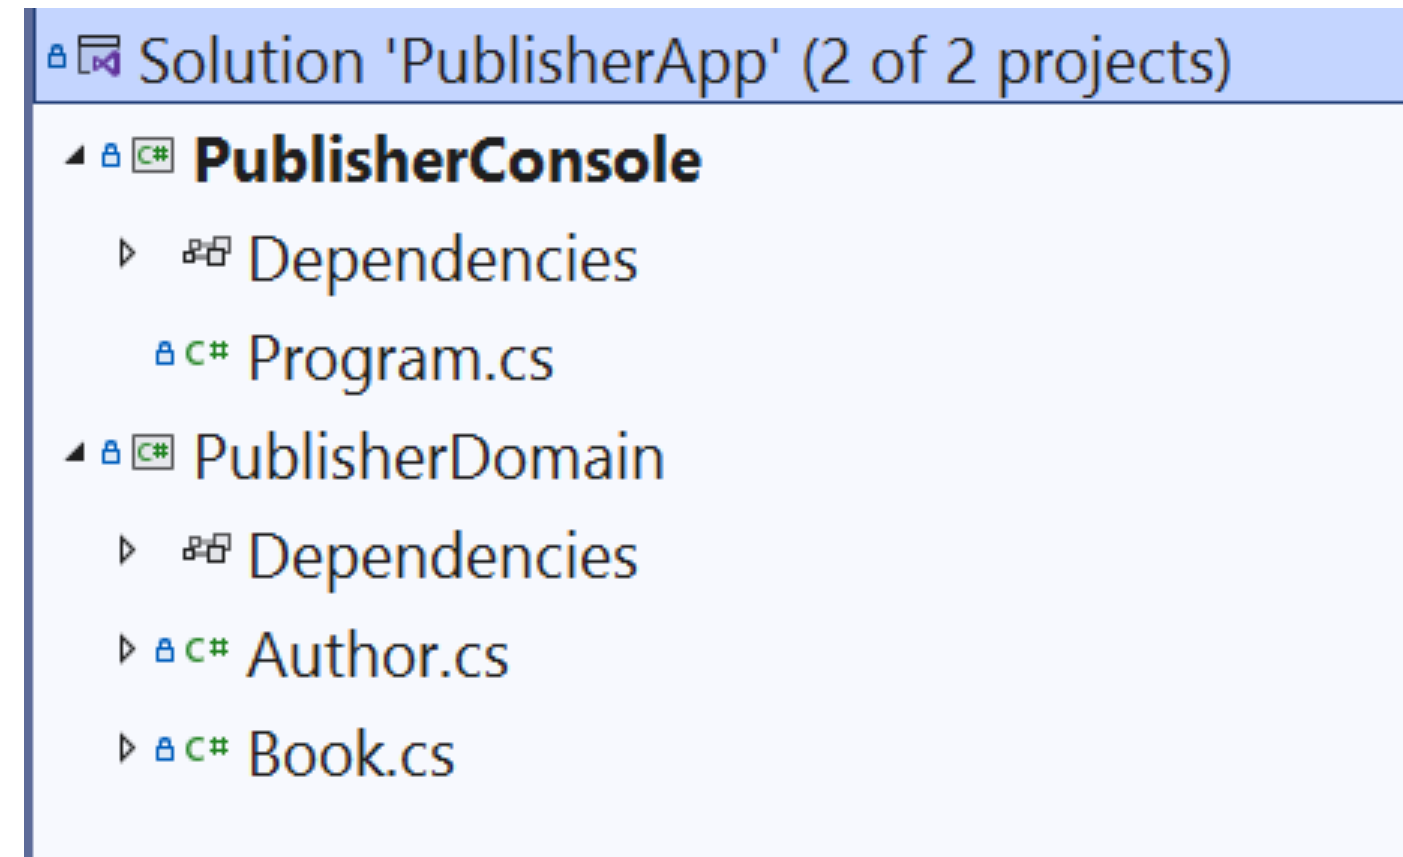 Solution 'PublisherApp' (2 of 2 projects)
C# PublisherConsole
Dependencies
C# Program.cs
C# PublisherDomain
Dependencies
C# Author.cs
C# Book.cs